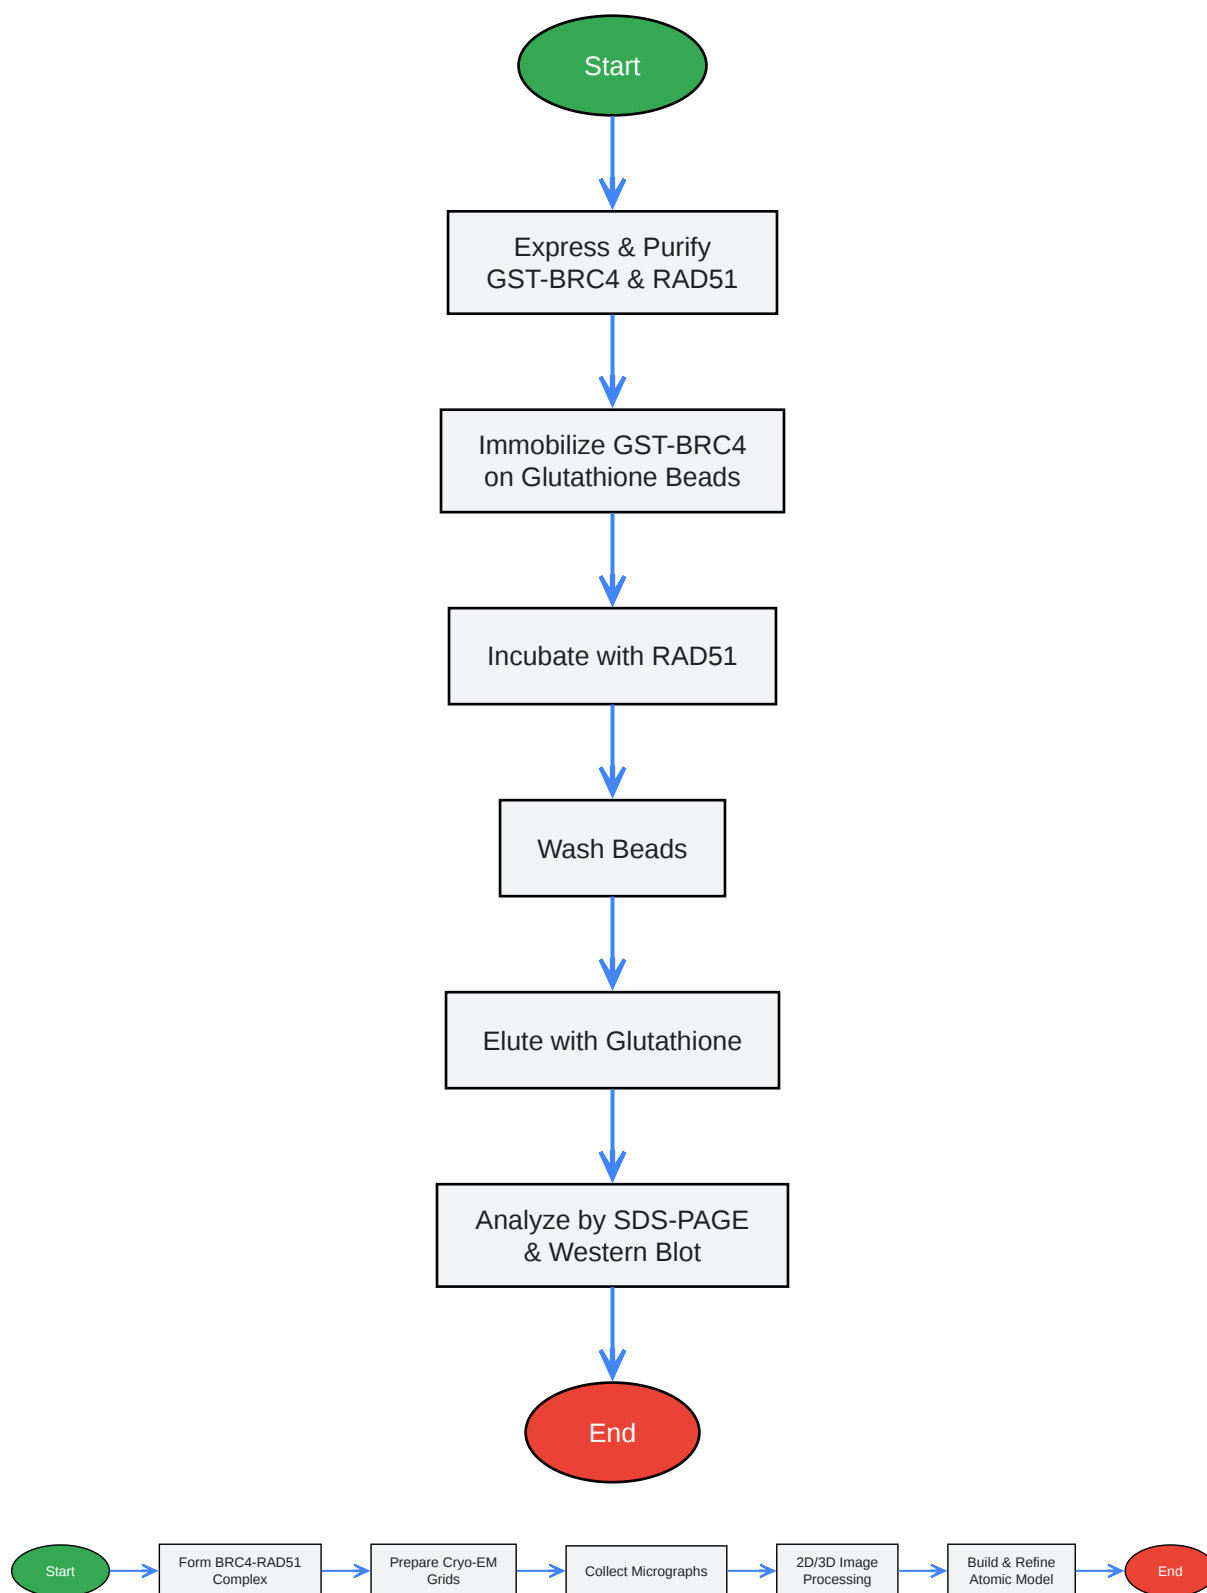 Start
Express & Purify
GST-BRC4 & RAD51
Immobilize GST-BRC4
on Glutathione Beads
Incubate with RAD51
Wash Beads
Elute with Glutathione
Analyze by SDS-PAGE
& Western Blot
End
Start
Form BRC4-RAD51
Complex
Prepare Cryo-EM
Grids
Collect Micrographs
2D/3D Image
Processing
Build & Refine
Atomic Model
End